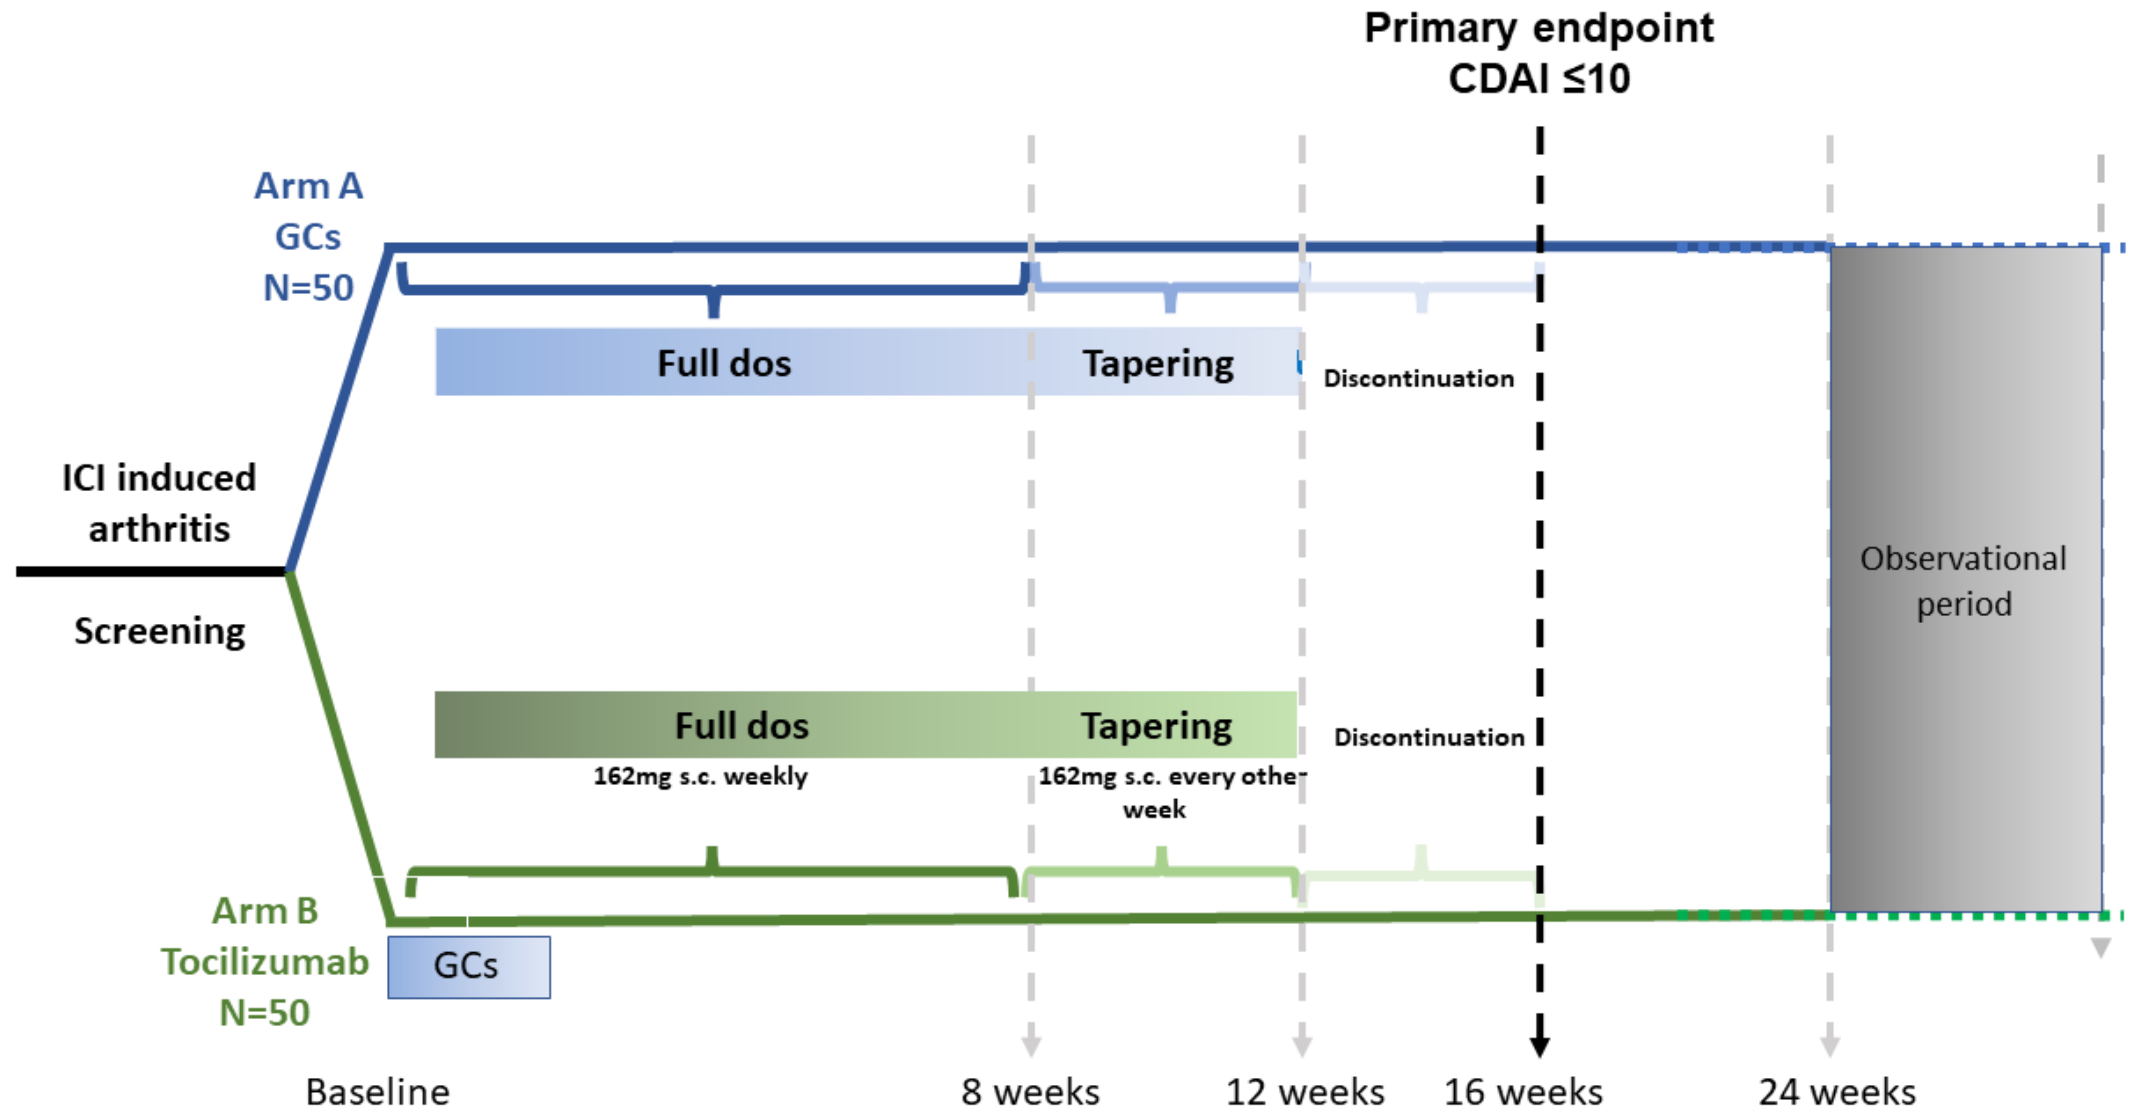 Primary endpoint
CDAI ≤10
Arm A
GCs
N=50
Full dos
Tapering
Discontinuation
ICI induced
arthritis
Screening
Observational
period
Full dos
Tapering
Discontinuation
162mg s.c. weekly
162mg s.c. every other
week
Arm B
Tocilizumab
N=50
GCs
Baseline
8 weeks
12 weeks
16 weeks
24 weeks